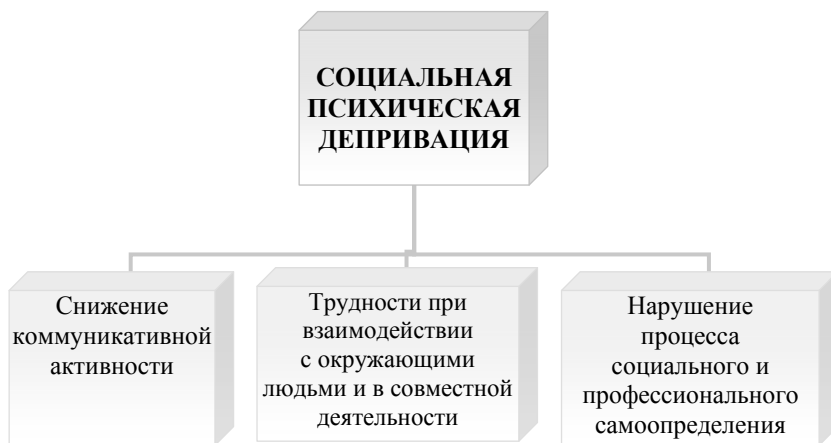 СОЦИАЛЬНАЯ
ПСИХИЧЕСКАЯ
ДЕПРИВАЦИЯ
Снижение
коммуникативной
активности
Трудности при
взаимодействии
с окружающими
людьми и в совместной
деятельности
Нарушение
процесса
социального и
профессионального
самоопределения